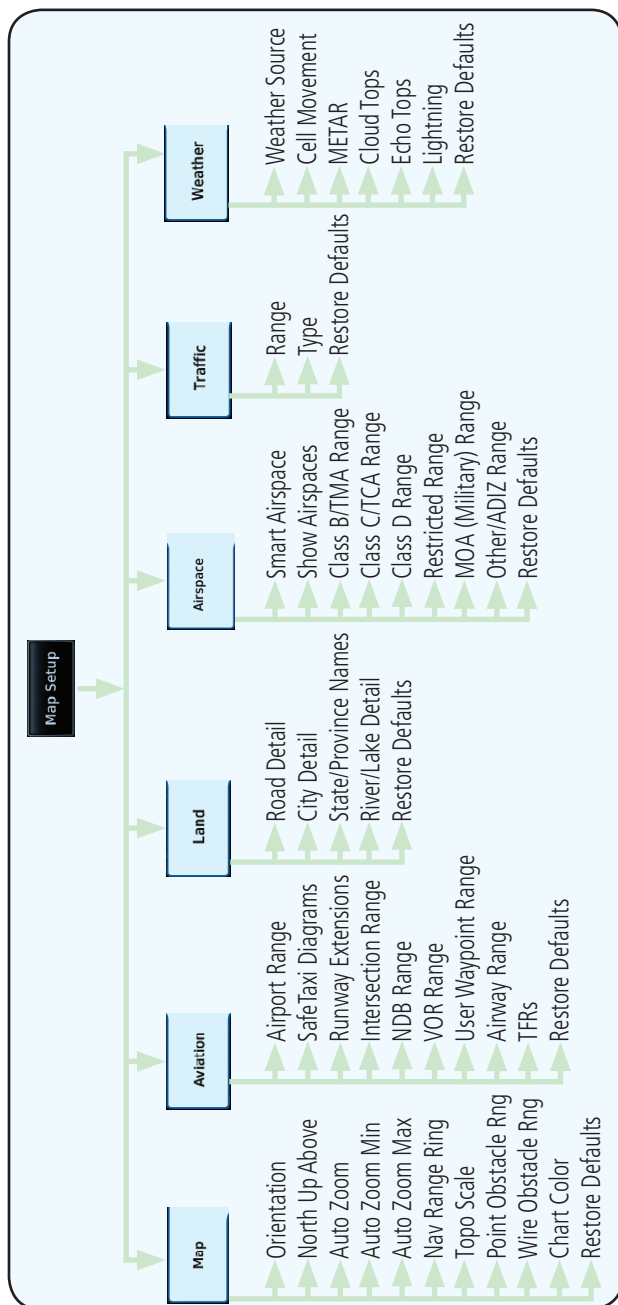 Map Setup
Map
Orientation
North Up Above
Auto Zoom
Auto Zoom Min
Auto Zoom Max
Nav Range Ring
Topo Scale
Point Obstacle Rng
Wire Obstacle Rng
Chart Color
Restore Defaults
Aviation
Airport Range
SafeTaxi Diagrams
Runway Extensions
Intersection Range
NDB Range
VOR Range
User Waypoint Range
Airway Range
TFRs
Restore Defaults
Land
Road Detail
City Detail
State/Province Names
River/Lake Detail
Restore Defaults
Airspace
Smart Airspace
Show Airspaces
Class B/TMA Range
Class C/TCA Range
Class D Range
Restricted Range
MOA (Military) Range
Other/ADIZ Range
Restore Defaults
Traffic
Range
Type
Restore Defaults
Weather
Weather Source
Cell Movement
METAR
Cloud Tops
Echo Tops
Lightning
Restore Defaults